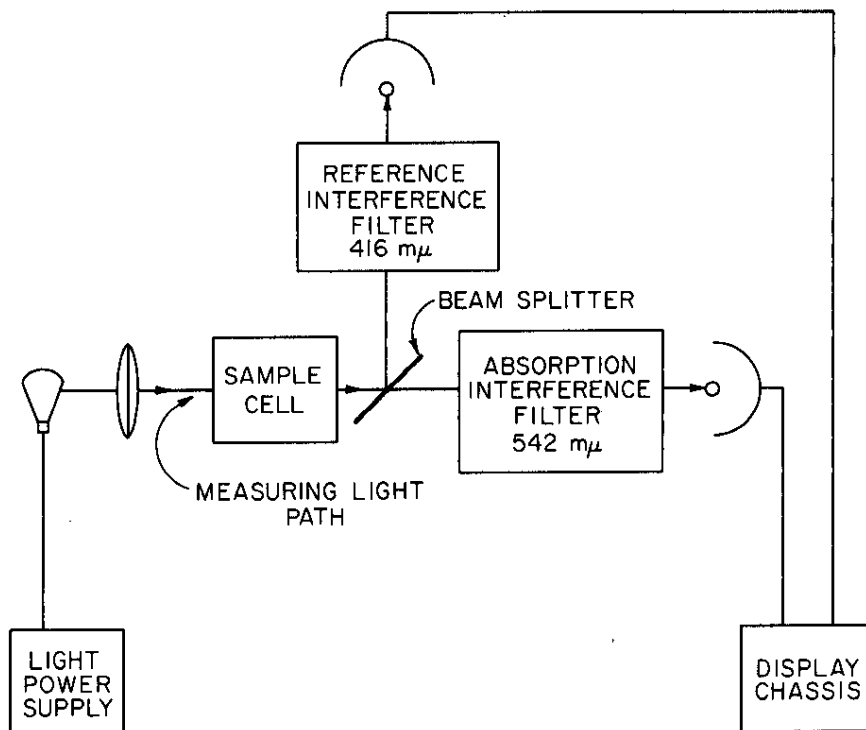 REFERENCE
INTERFERENCE
FILTER
416 mμ
BEAM SPLITTER
SAMPLE
CELL
ABSORPTION
INTERFERENCE
FILTER
542 mμ
MEASURING LIGHT
PATH
LIGHT
POWER
SUPPLY
DISPLAY
CHASSIS